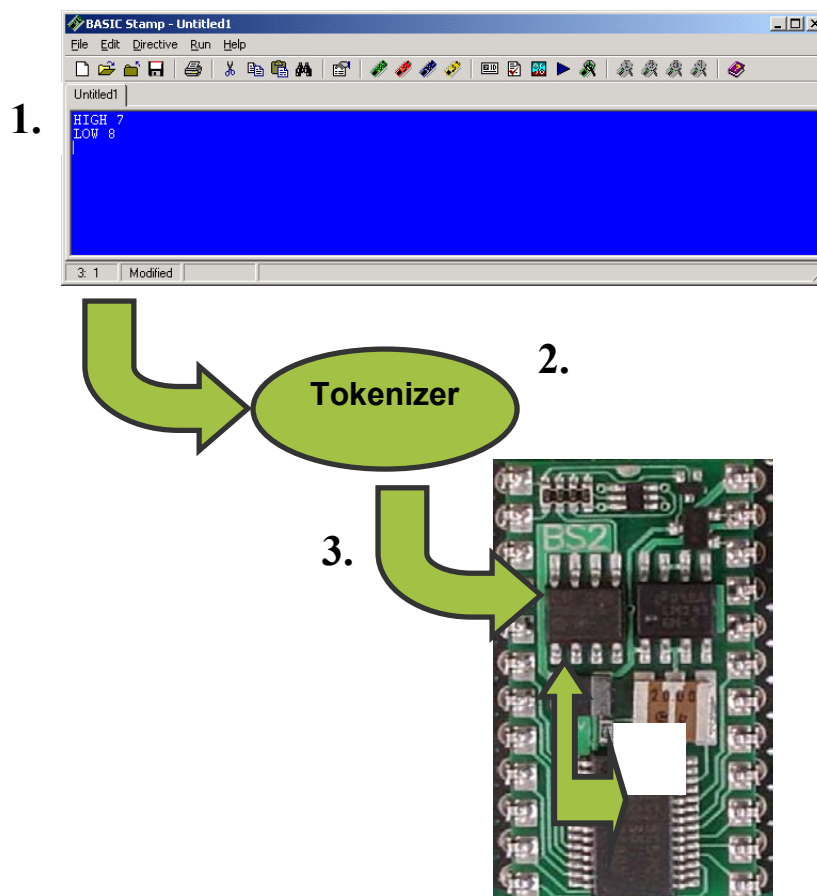 BASIC Stamp - Untitled1
File Edit Directive Run Help
Untitled1
1.
HIGH 7
LOW 8
3: 1 Modified
2.
Tokenizer
3.
BS2